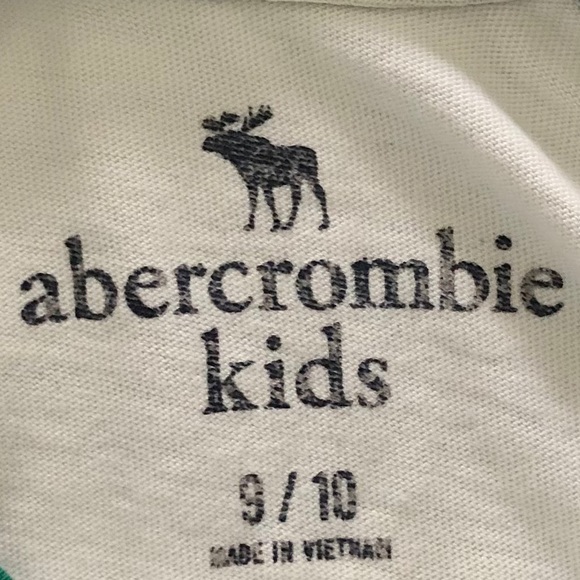 abercrombie
kids
9 / 10
MADE IN VIETNAM